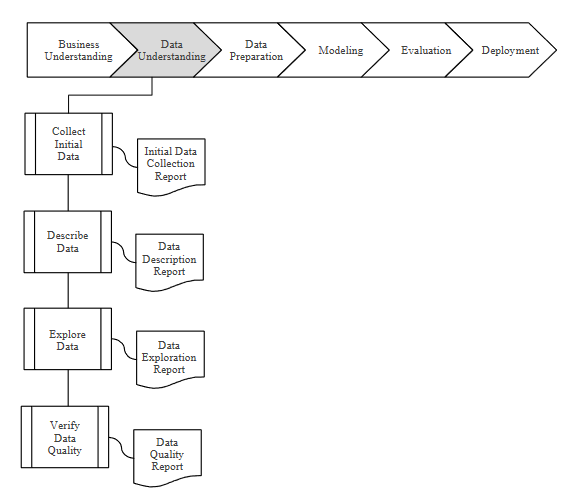 Business
Understanding
Data
Understanding
Data
Preparation
Modeling
Evaluation
Deployment
Collect
Initial
Data
Initial Data
Collection
Report
Describe
Data
Data
Description
Report
Explore
Data
Data
Exploration
Report
Verify
Data
Quality
Data
Quality
Report